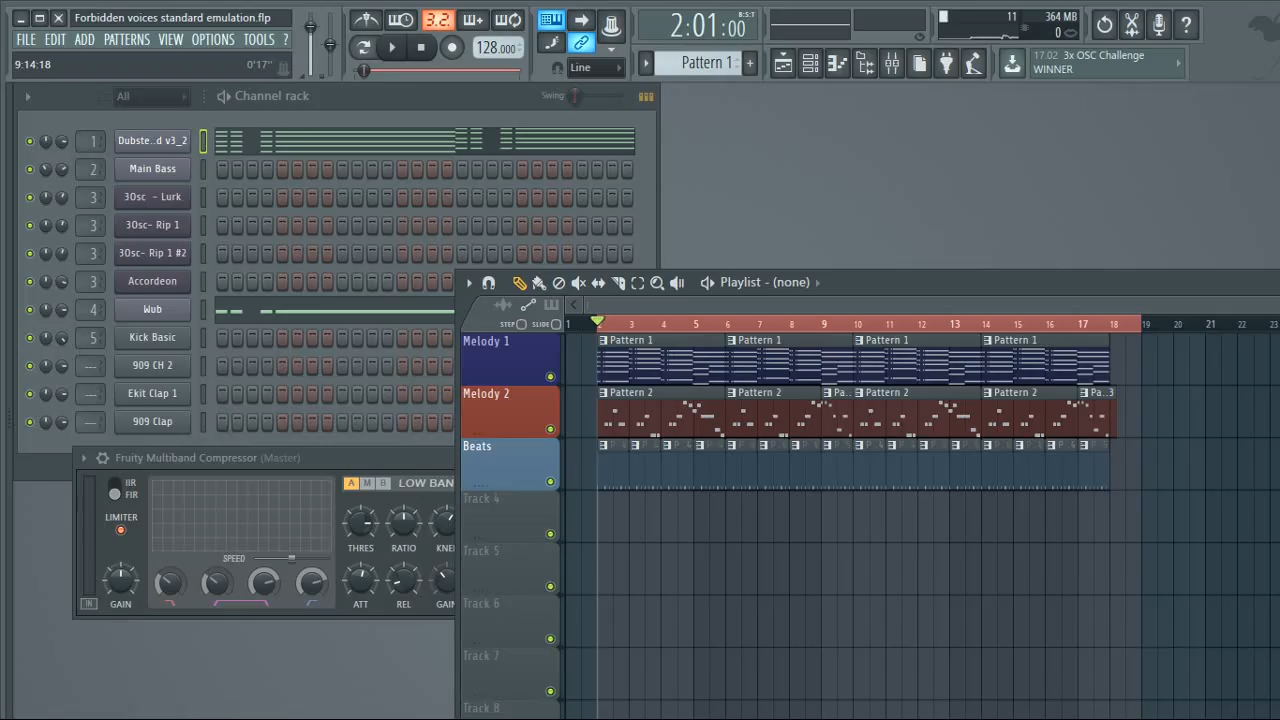 Forbidden voices standard emulation.flp
FILE EDIT ADD PATTERNS VIEW OPTIONS TOOLS ?
9:14:18 0'17"
3.2.
128.000
Line
2:01:00 B:S:T
Pattern 1 +
11 364 MB
0
17.02 3x OSC Challenge
WINNER
All Channel rack Swing
1 Dubste..d v3_2
2 Main Bass
3 3Osc - Lurk
3 3Osc- Rip 1
3 3Osc- Rip 1 #2
3 Accordeon
4 Wub
5 Kick Basic
--- 909 CH 2
--- Ekit Clap 1
--- 909 Clap
Fruity Multiband Compressor (Master)
IIR
FIR
LIMITER
GAIN
IN
SPEED
A M B LOW BAN
THRES RATIO KNE
ATT REL GAI
Playlist - (none)
STEP SLIDE
1 2 3 4 5 6 7 8 9 10 11 12 13 14 15 16 17 18 19 20 21 22 23
Melody 1
Pattern 1 Pattern 1 Pattern 1 Pattern 1
Melody 2
Pattern 2 Pattern 2 Pa..3 Pattern 2 Pattern 2 Pa..3
Beats
Track 4
Track 5
Track 6
Track 7
Track 8